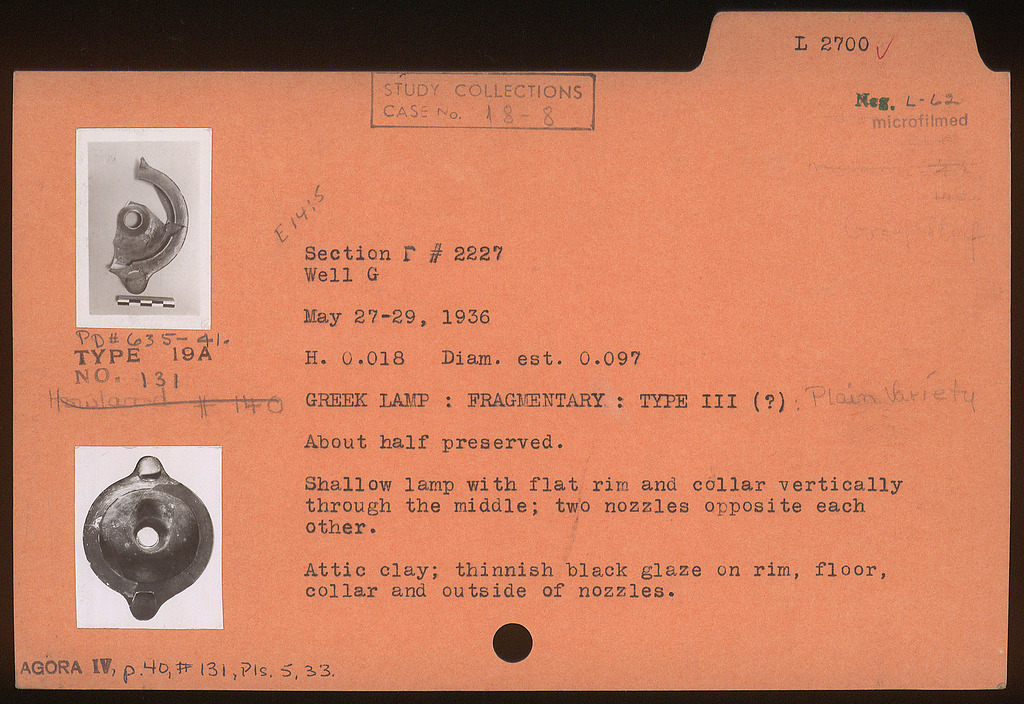 L 2700 ✓
STUDY COLLECTIONS
CASE No. 18-8
Neg. L-62
microfilmed
E 14:5
Section Γ # 2227
Well G
May 27-29, 1936
PD# 635-41.
TYPE 19A
NO. 131
Howland # 140
H. 0.018 Diam. est. 0.097
GREEK LAMP : FRAGMENTARY : TYPE III (?). Plain Variety
About half preserved.
Shallow lamp with flat rim and collar vertically
through the middle; two nozzles opposite each
other.
Attic clay; thinnish black glaze on rim, floor,
collar and outside of nozzles.
AGORA IV, p. 40, # 131, Pls. 5, 33.